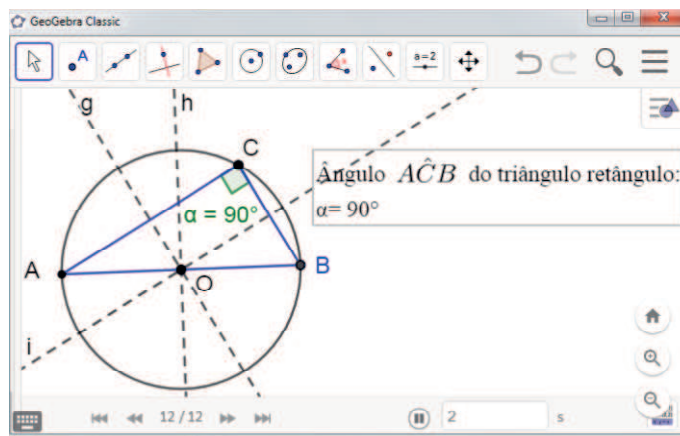 GeoGebra Classic
A
a=2
g
h
C
Ângulo AĈB do triângulo retângulo:
α= 90°
α = 90°
A
B
O
i
12 / 12
2
s